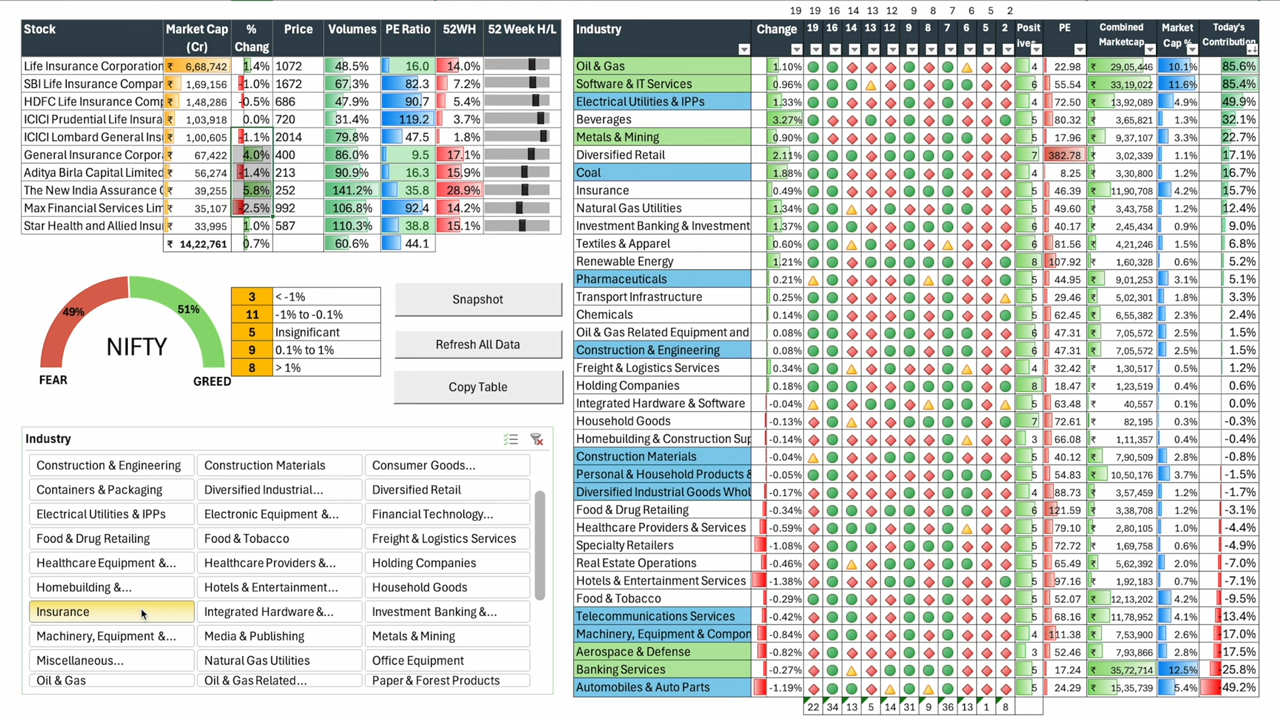 Stock Market Cap (Cr) % Chang Price Volumes PE Ratio 52WH 52 Week H/L
Life Insurance Corporation ₹ 6,68,742 1.4% 1072 48.5% 16.0 14.0%
SBI Life Insurance Compar ₹ 1,69,156 -1.0% 1672 67.3% 82.3 7.2%
HDFC Life Insurance Comp ₹ 1,48,286 -0.5% 686 47.9% 90.7 5.4%
ICICI Prudential Life Insura ₹ 1,03,918 0.0% 720 31.4% 119.2 3.7%
ICICI Lombard General Ins ₹ 1,00,605 -1.1% 2014 79.8% 47.5 1.8%
General Insurance Corpora ₹ 67,422 4.0% 400 86.0% 9.5 17.1%
Aditya Birla Capital Limited ₹ 56,274 -1.4% 213 90.9% 16.3 15.9%
The New India Assurance C ₹ 39,255 5.8% 252 141.2% 35.8 28.9%
Max Financial Services Lim ₹ 35,107 -2.5% 992 106.8% 92.4 14.2%
Star Health and Allied Insu ₹ 33,995 1.0% 587 110.3% 38.8 15.1%
₹ 14,22,761 0.7% 60.6% 44.1
49% 51%
NIFTY
FEAR GREED
3 < -1%
11 -1% to -0.1%
5 Insignificant
9 0.1% to 1%
8 > 1%
Snapshot
Refresh All Data
Copy Table
Industry
Construction & Engineering Construction Materials Consumer Goods...
Containers & Packaging Diversified Industrial... Diversified Retail
Electrical Utilities & IPPs Electronic Equipment &... Financial Technology...
Food & Drug Retailing Food & Tobacco Freight & Logistics Services
Healthcare Equipment &... Healthcare Providers &... Holding Companies
Homebuilding &... Hotels & Entertainment... Household Goods
Insurance Integrated Hardware &... Investent Banking &...
Machinery, Equipment &... Media & Publishing Metals & Mining
Miscellaneous... Natural Gas Utilities Office Equipment
Oil & Gas Oil & Gas Related... Paper & Forest Products
19 19 16 14 13 12 9 8 7 6 5 2
Industry Change 19 16 14 13 12 9 8 7 6 5 2 Posit ives PE Combined Marketcap Market Cap % Today's Contribution
Oil & Gas 1.10% 4 22.98 ₹ 29,05,446 10.1% 85.6%
Software & IT Services 0.96% 6 55.54 ₹ 33,19,022 11.6% 85.4%
Electrical Utilities & IPPs 1.33% 4 72.50 ₹ 13,92,089 4.9% 49.9%
Beverages 3.27% 5 80.32 ₹ 3,65,821 1.3% 32.1%
Metals & Mining 0.90% 5 17.96 ₹ 9,37,107 3.3% 22.7%
Diversified Retail 2.11% 7 382.78 ₹ 3,02,339 1.1% 17.1%
Coal 1.88% 4 8.25 ₹ 3,30,800 1.2% 16.7%
Insurance 0.49% 5 46.39 ₹ 11,90,708 4.2% 15.7%
Natural Gas Utilities 1.34% 5 49.60 ₹ 3,43,758 1.2% 12.4%
Investment Banking & Investment 1.37% 5 40.17 ₹ 2,45,434 0.9% 9.0%
Textiles & Apparel 0.60% 6 81.56 ₹ 4,21,246 1.5% 6.8%
Renewable Energy 1.21% 8 107.92 ₹ 1,60,328 0.6% 5.2%
Pharmaceuticals 0.21% 5 44.95 ₹ 9,01,253 3.1% 5.1%
Transport Infrastructure 0.25% 5 29.46 ₹ 5,02,301 1.8% 3.3%
Chemicals 0.14% 5 62.45 ₹ 6,55,382 2.3% 2.4%
Oil & Gas Related Equipment and 0.08% 6 47.31 ₹ 7,05,572 2.5% 1.5%
Construction & Engineering 0.08% 6 47.31 ₹ 7,05,572 2.5% 1.5%
Freight & Logistics Services 0.34% 4 32.42 ₹ 1,30,517 0.5% 1.2%
Holding Companies 0.18% 8 18.47 ₹ 1,23,519 0.4% 0.6%
Integrated Hardware & Software -0.04% 5 63.48 ₹ 40,557 0.1% 0.0%
Household Goods -0.13% 7 72.61 ₹ 82,195 0.3% -0.3%
Homebuilding & Construction Sup -0.14% 3 66.08 ₹ 1,11,357 0.4% -0.4%
Construction Materials -0.04% 5 40.12 ₹ 7,90,509 2.8% -0.8%
Personal & Household Products & -0.05% 5 54.83 ₹ 10,50,176 3.7% -1.5%
Diversified Industrial Goods Whol -0.17% 4 88.73 ₹ 3,57,459 1.2% -1.7%
Food & Drug Retailing -0.34% 6 121.59 ₹ 3,38,708 1.2% -3.1%
Healthcare Providers & Services -0.59% 5 79.10 ₹ 2,80,105 1.0% -4.4%
Specialty Retailers -1.08% 5 72.72 ₹ 1,69,758 0.6% -4.9%
Real Estate Operations -0.46% 5 65.49 ₹ 5,62,392 2.0% -7.0%
Hotels & Entertainment Services -1.38% 5 97.16 ₹ 1,92,183 0.7% -7.1%
Food & Tobacco -0.29% 5 52.07 ₹ 12,13,202 4.2% -9.5%
Telecommunications Services -0.42% 5 68.16 ₹ 11,78,952 4.1% -13.4%
Machinery, Equipment & Compon -0.84% 4 111.38 ₹ 7,53,900 2.6% -17.0%
Aerospace & Defense -0.82% 3 52.46 ₹ 7,93,866 2.8% -17.5%
Banking Services -0.27% 5 17.24 ₹ 35,72,714 12.5% -25.8%
Automobiles & Auto Parts -1.19% 5 24.29 ₹ 15,35,739 5.4% -49.2%
22 34 13 5 14 31 9 36 13 1 8